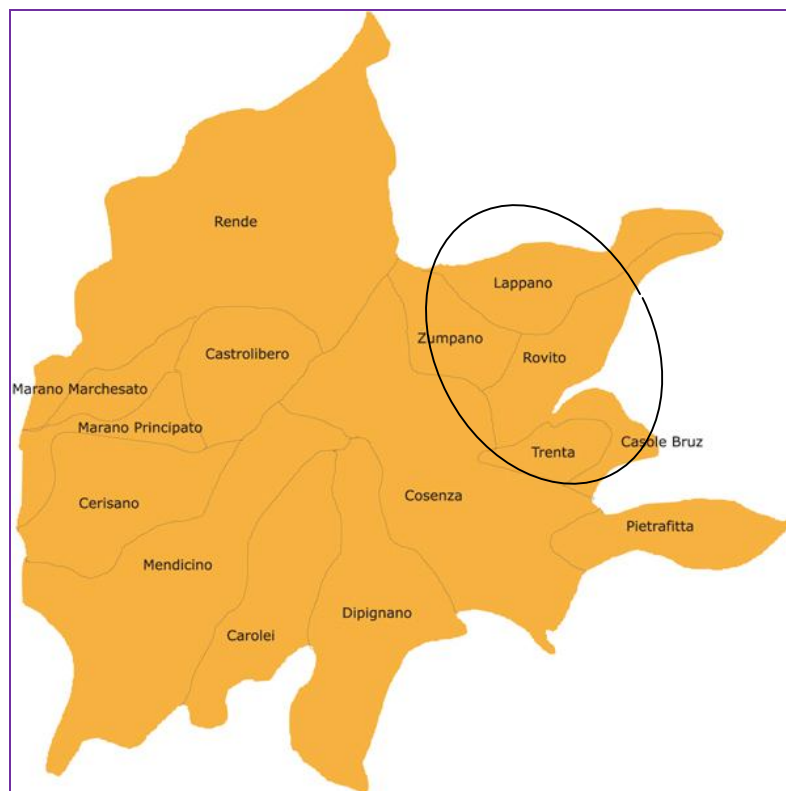 Rende
Lappano
Zumpano
Castrolibero
Rovito
Marano Marchesato
Marano Principato
Casole Bruz
Trenta
Cosenza
Cerisano
Pietrafitta
Mendicino
Dipignano
Carolei